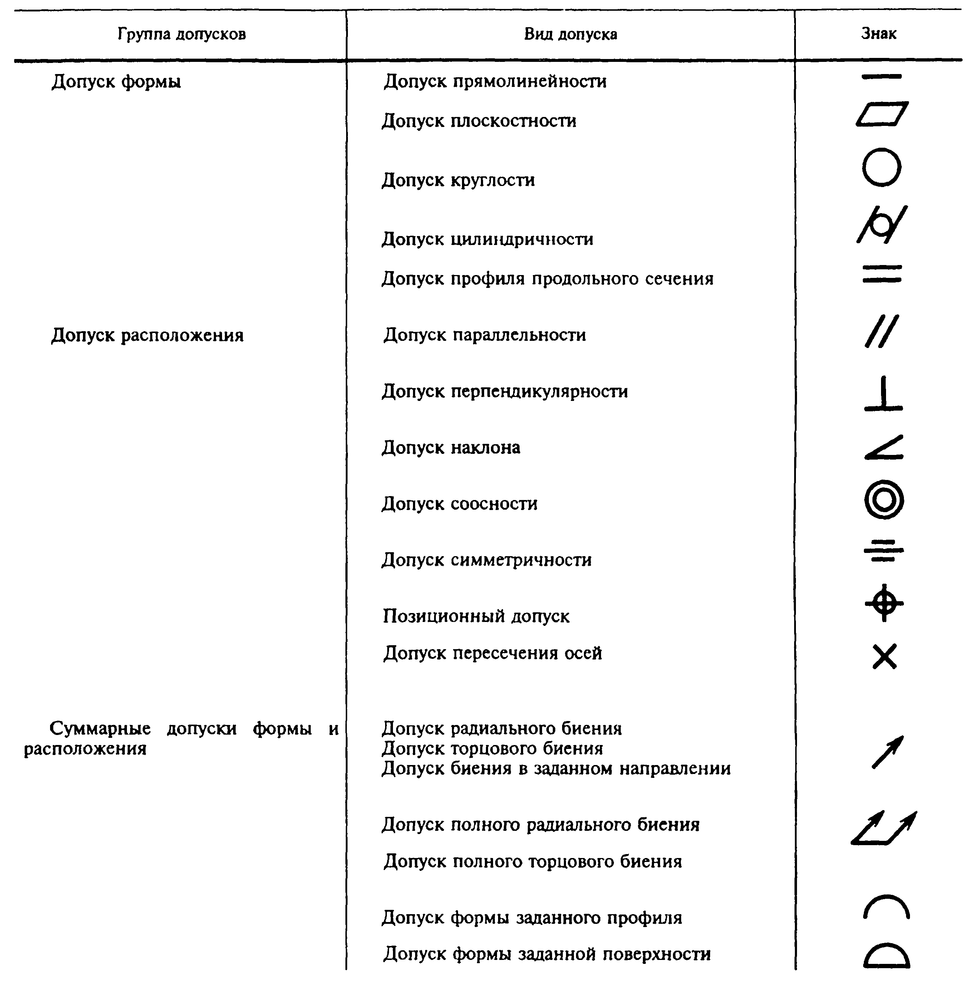 Группа допусков Вид допуска Знак
Допуск формы Допуск прямолинейности
Допуск плоскостности
Допуск круглости
Допуск цилиндричности
Допуск профиля продольного сечения
Допуск расположения Допуск параллельности
Допуск перпендикулярности
Допуск наклона
Допуск соосности
Допуск симметричности
Позиционный допуск
Допуск пересечения осей
Суммарные допуски формы и
расположения
Допуск радиального биения
Допуск торцового биения
Допуск биения в заданном направлении
Допуск полного радиального биения
Допуск полного торцового биения
Допуск формы заданного профиля
Допуск формы заданной поверхности